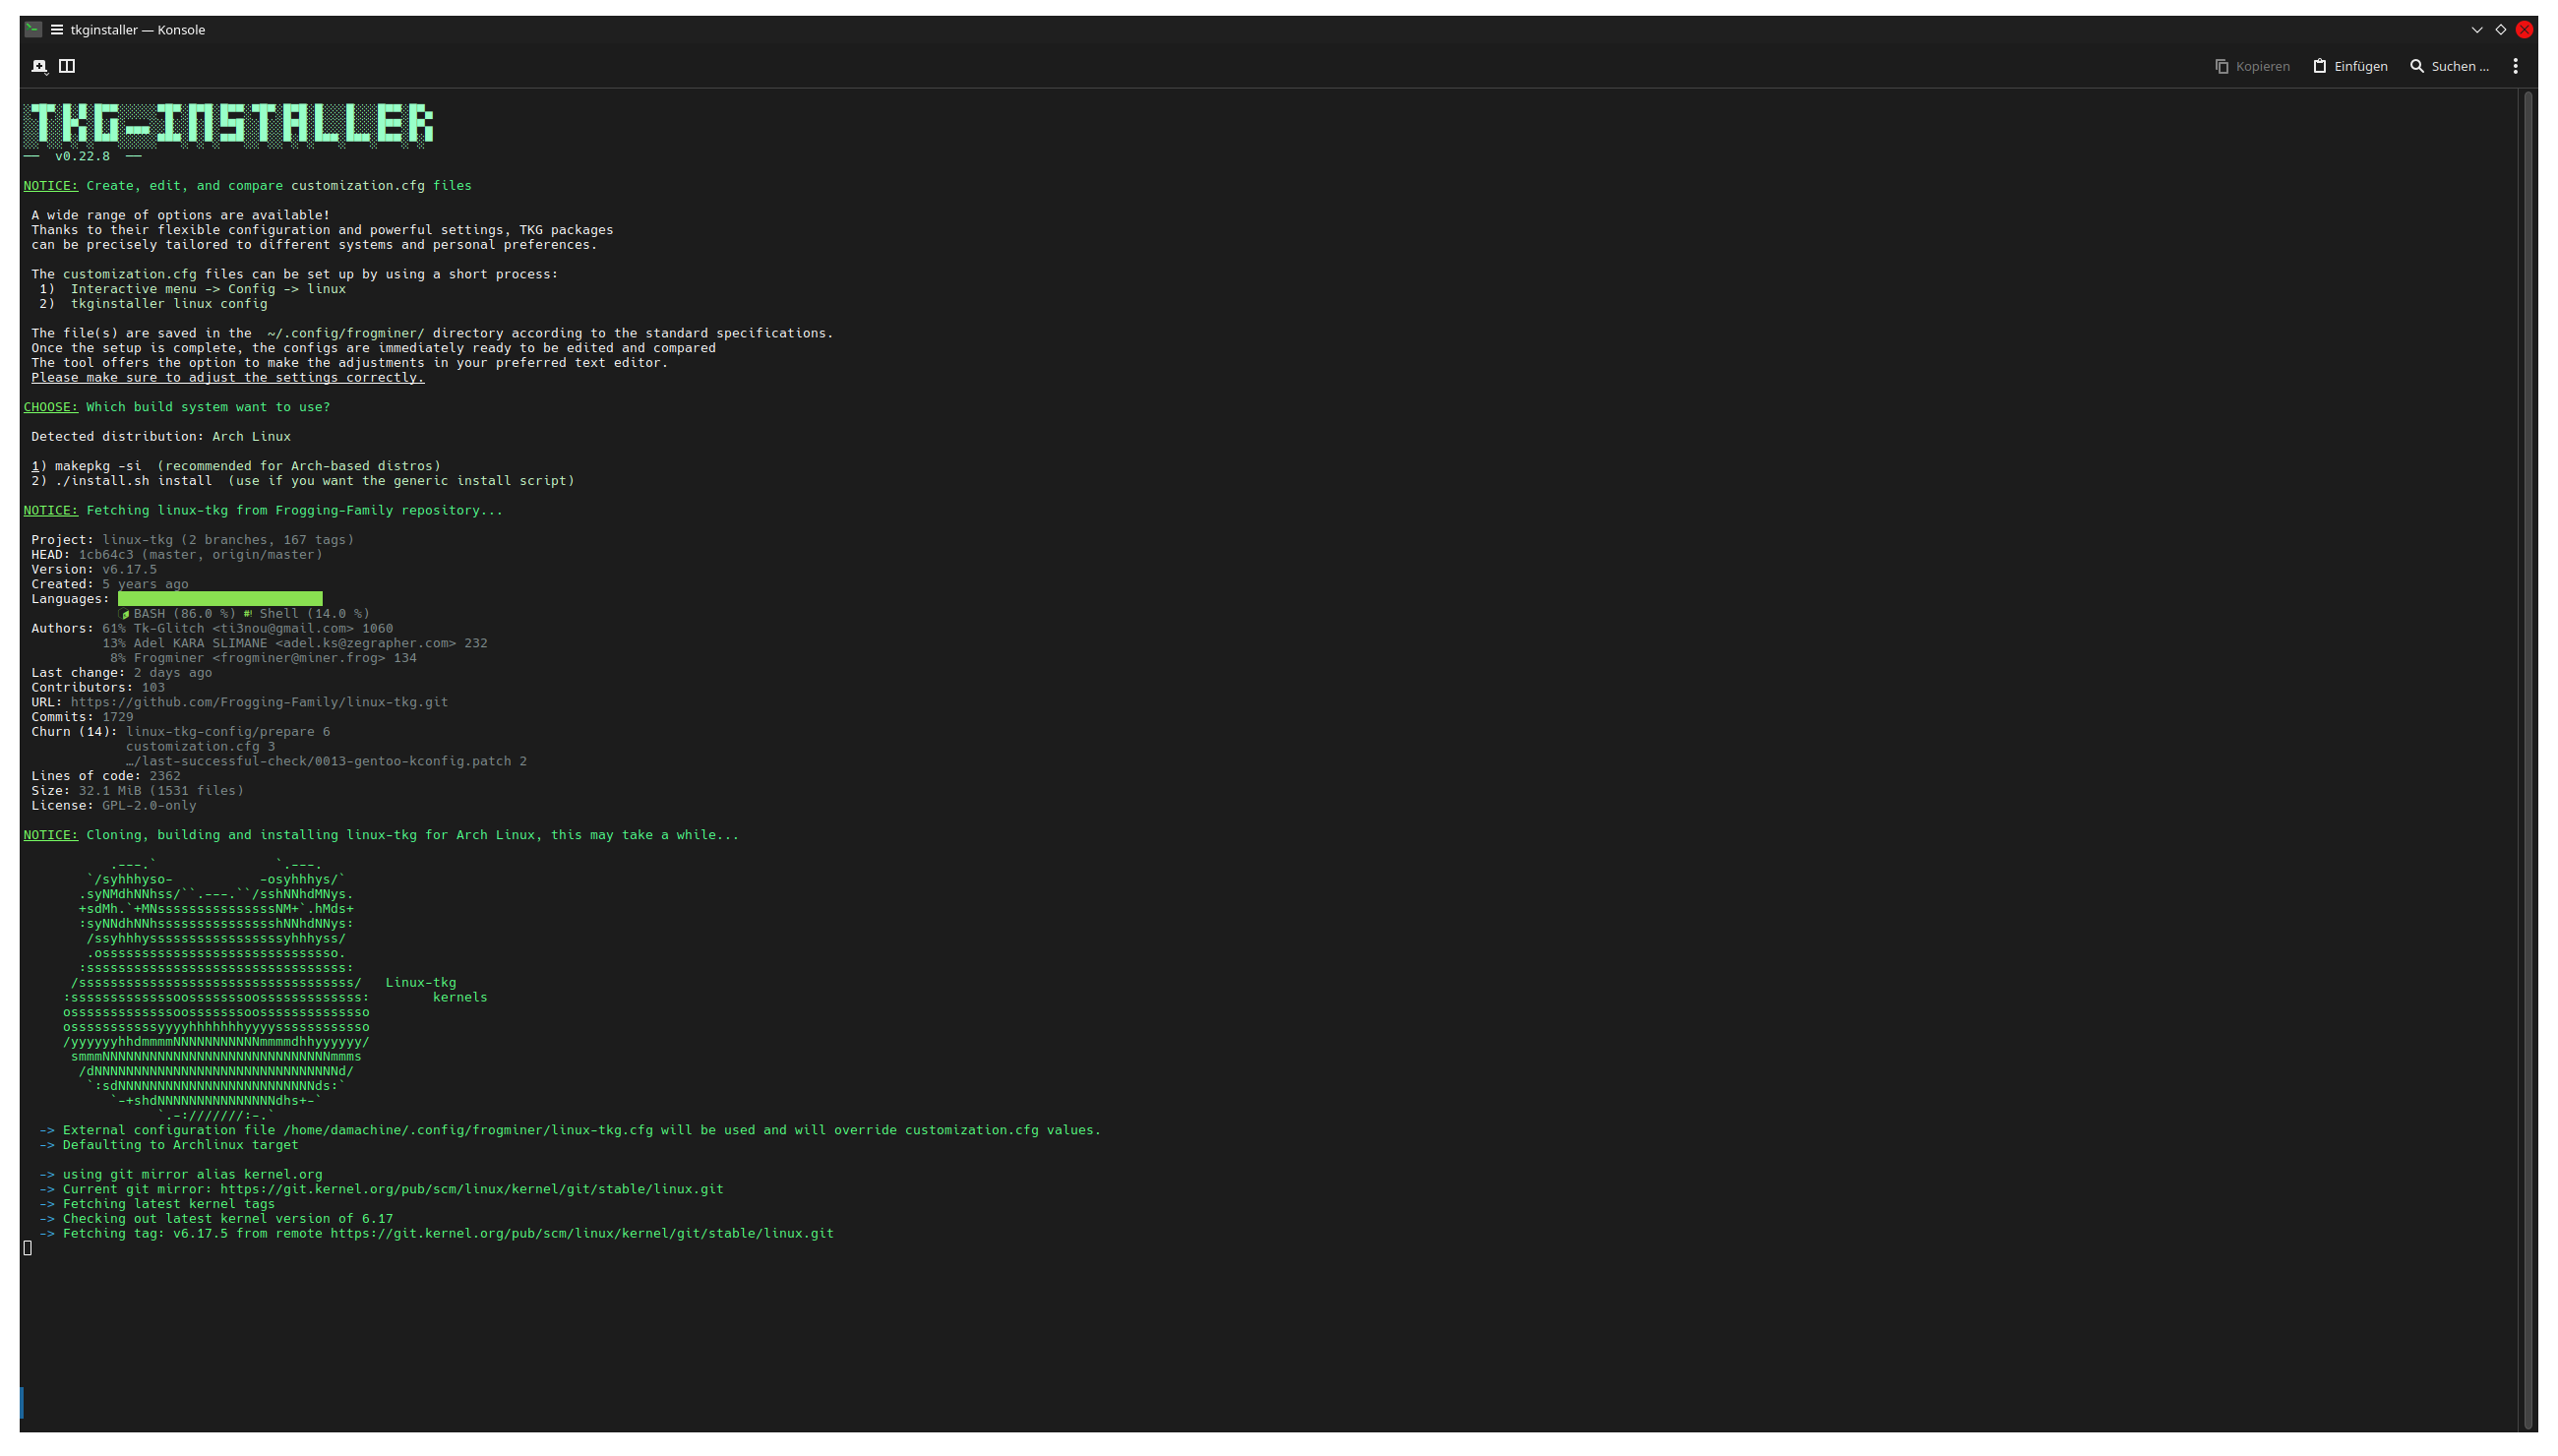 tkginstaller — Konsole
Kopieren Einfügen Suchen ...
TKG-INSTALLER
── v0.22.8 ──
NOTICE: Create, edit, and compare customization.cfg files
A wide range of options are available!
Thanks to their flexible configuration and powerful settings, TKG packages
can be precisely tailored to different systems and personal preferences.
The customization.cfg files can be set up by using a short process:
1) Interactive menu -> Config -> linux
2) tkginstaller linux config
The file(s) are saved in the ~/.config/frogminer/ directory according to the standard specifications.
Once the setup is complete, the configs are immediately ready to be edited and compared
The tool offers the option to make the adjustments in your preferred text editor.
Please make sure to adjust the settings correctly.
CHOOSE: Which build system want to use?
Detected distribution: Arch Linux
1) makepkg -si (recommended for Arch-based distros)
2) ./install.sh install (use if you want the generic install script)
NOTICE: Fetching linux-tkg from Frogging-Family repository...
Project: linux-tkg (2 branches, 167 tags)
HEAD: 1cb64c3 (master, origin/master)
Version: v6.17.5
Created: 5 years ago
Languages:
BASH (86.0 %) #! Shell (14.0 %)
Authors: 61% Tk-Glitch <ti3nou@gmail.com> 1060
13% Adel KARA SLIMANE <adel.ks@zegrapher.com> 232
8% Frogminer <frogminer@miner.frog> 134
Last change: 2 days ago
Contributors: 103
URL: https://github.com/Frogging-Family/linux-tkg.git
Commits: 1729
Churn (14): linux-tkg-config/prepare 6
customization.cfg 3
…/last-successful-check/0013-gentoo-kconfig.patch 2
Lines of code: 2362
Size: 32.1 MiB (1531 files)
License: GPL-2.0-only
NOTICE: Cloning, building and installing linux-tkg for Arch Linux, this may take a while...
Linux-tkg
kernels
-> External configuration file /home/damachine/.config/frogminer/linux-tkg.cfg will be used and will override customization.cfg values.
-> Defaulting to Archlinux target
-> using git mirror alias kernel.org
-> Current git mirror: https://git.kernel.org/pub/scm/linux/kernel/git/stable/linux.git
-> Fetching latest kernel tags
-> Checking out latest kernel version of 6.17
-> Fetching tag: v6.17.5 from remote https://git.kernel.org/pub/scm/linux/kernel/git/stable/linux.git